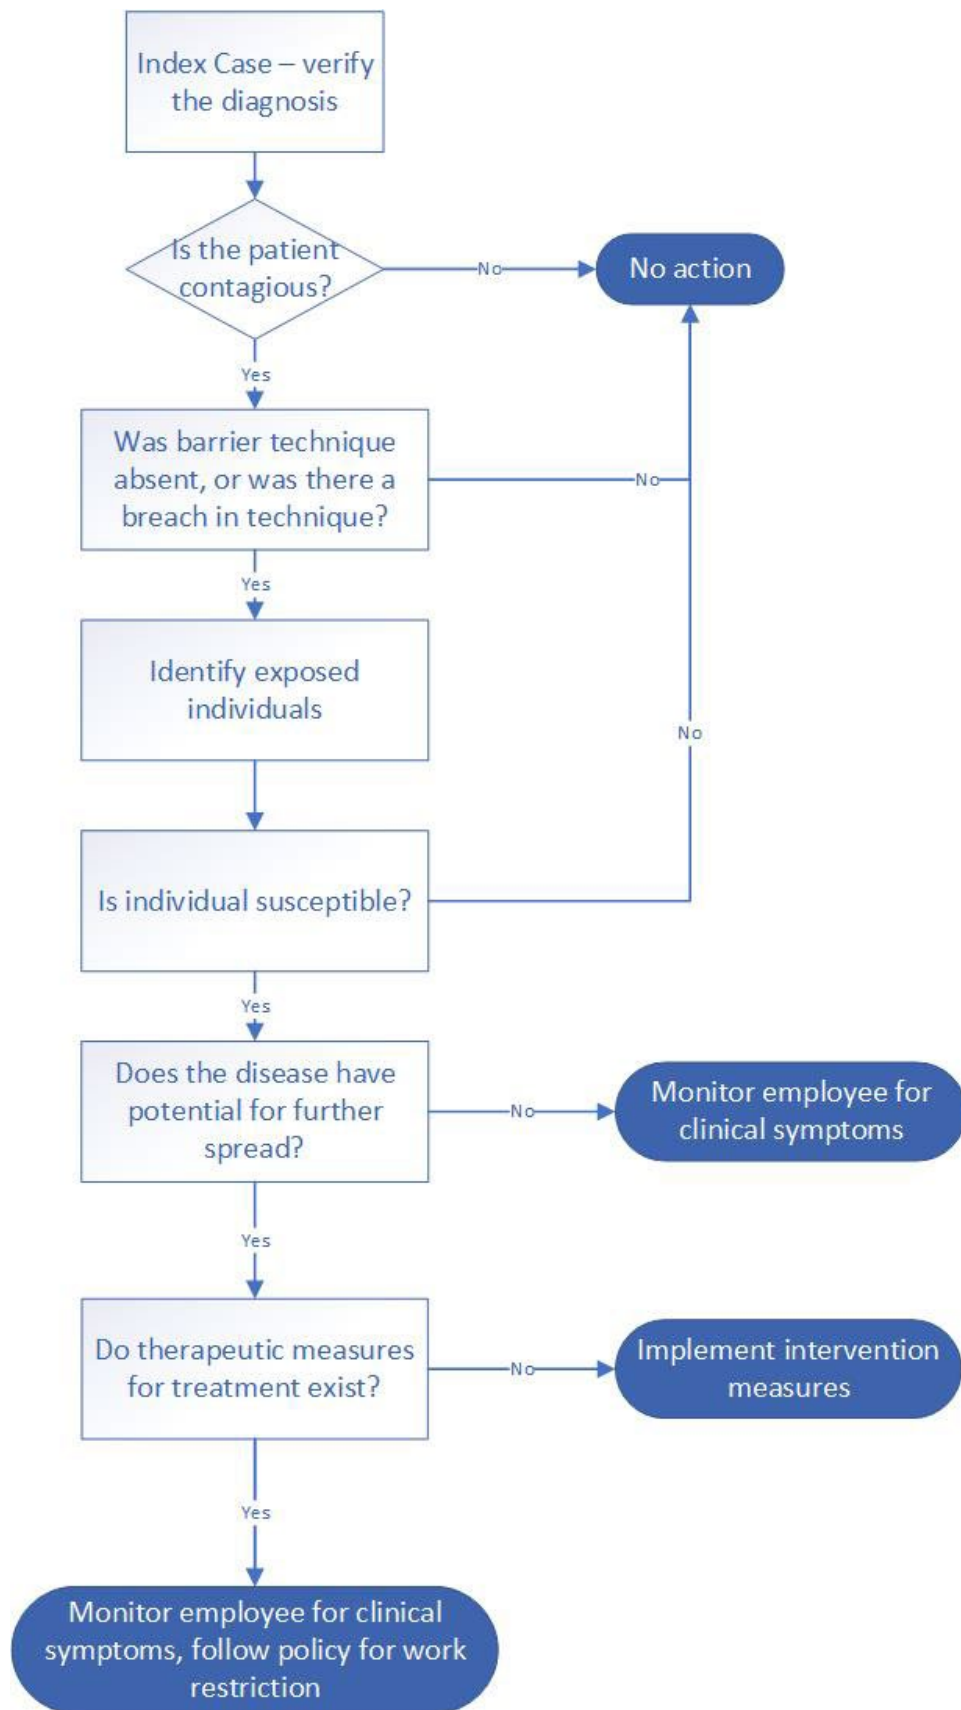 Index Case – verify
the diagnosis
Is the patient
contagious?
No
No action
Yes
Was barrier technique
absent, or was there a
breach in technique?
No
Yes
Identify exposed
individuals
No
Is individual susceptible?
Yes
Does the disease have
potential for further
spread?
No
Monitor employee for
clinical symptoms
Yes
Do therapeutic measures
for treatment exist?
No
Implement intervention
measures
Yes
Monitor employee for clinical
symptoms, follow policy for work
restriction